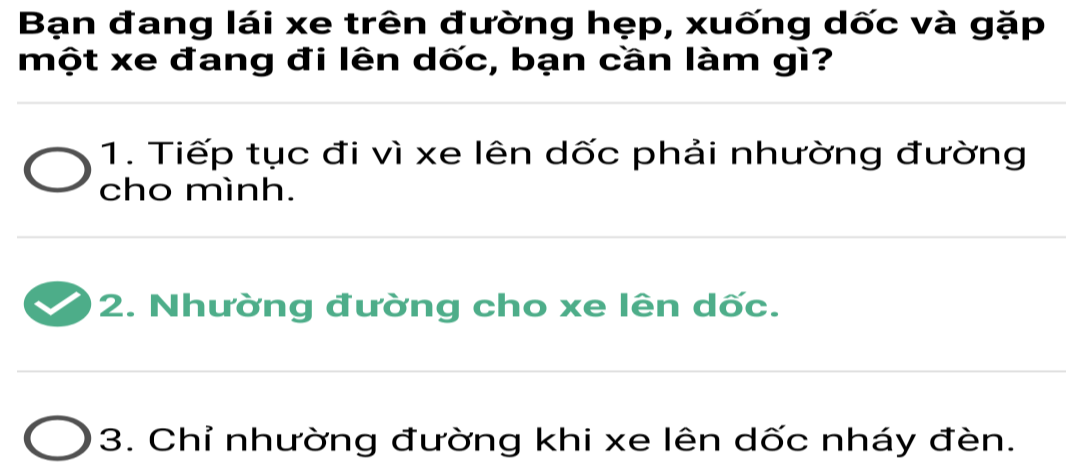 Bạn đang lái xe trên đường hẹp, xuống dốc và gặp
một xe đang đi lên dốc, bạn cần làm gì?
1. Tiếp tục đi vì xe lên dốc phải nhường đường
cho mình.
2. Nhường đường cho xe lên dốc.
3. Chỉ nhường đường khi xe lên dốc nháy đèn.